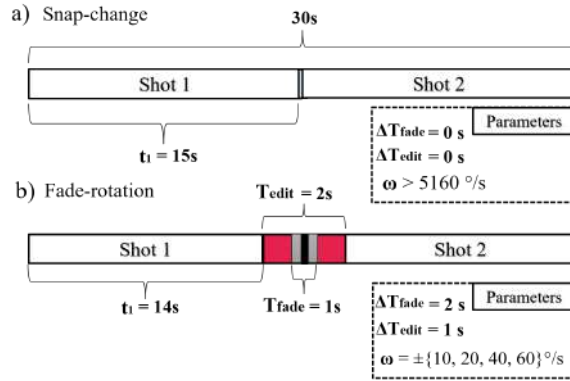 a) Snap-change
30s
Shot 1
Shot 2
t1 = 15s
Parameters
ΔTfade = 0 s
ΔTedit = 0 s
ω > 5160 °/s
b) Fade-rotation
Tedit = 2s
Shot 1
Shot 2
t1 = 14s
Tfade = 1s
Parameters
ΔTfade = 2 s
ΔTedit = 1 s
ω = ±{10, 20, 40, 60}°/s